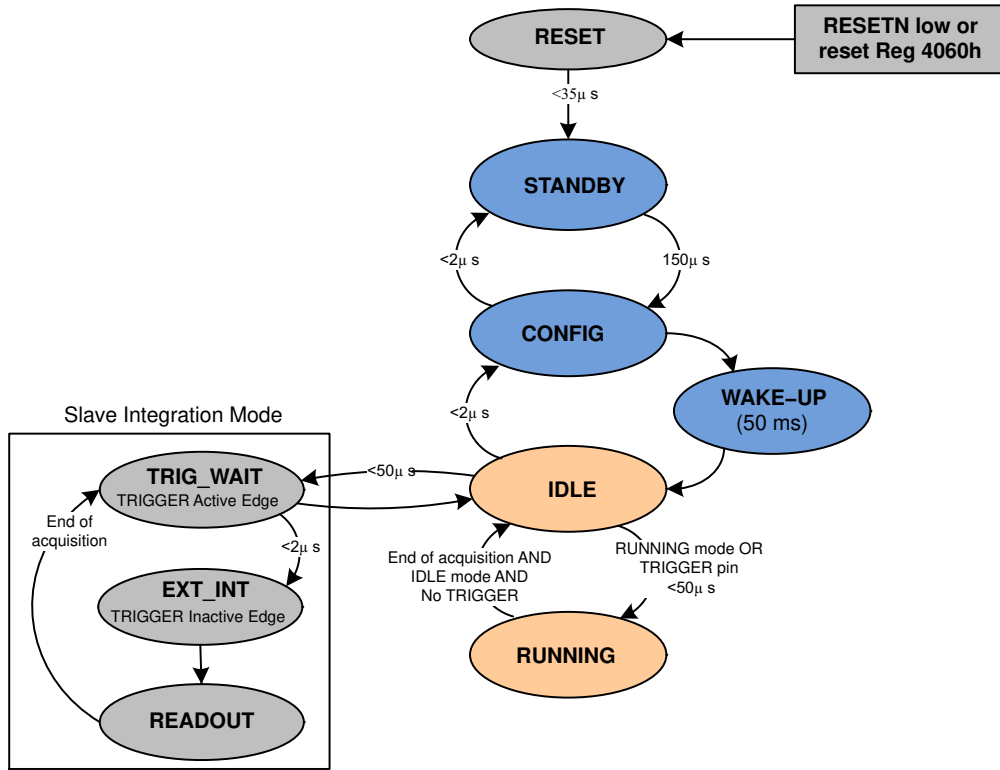 RESET
RESETN low or
reset Reg 4060h
<35μ s
STANDBY
<2μ s
150μ s
CONFIG
WAKE−UP
(50 ms)
<2μ s
Slave Integration Mode
TRIG_WAIT
TRIGGER Active Edge
<50μ s
IDLE
End of
acquisition
<2μ s
EXT_INT
TRIGGER Inactive Edge
READOUT
End of acquisition AND
IDLE mode AND
No TRIGGER
RUNNING mode OR
TRIGGER pin
<50μ s
RUNNING